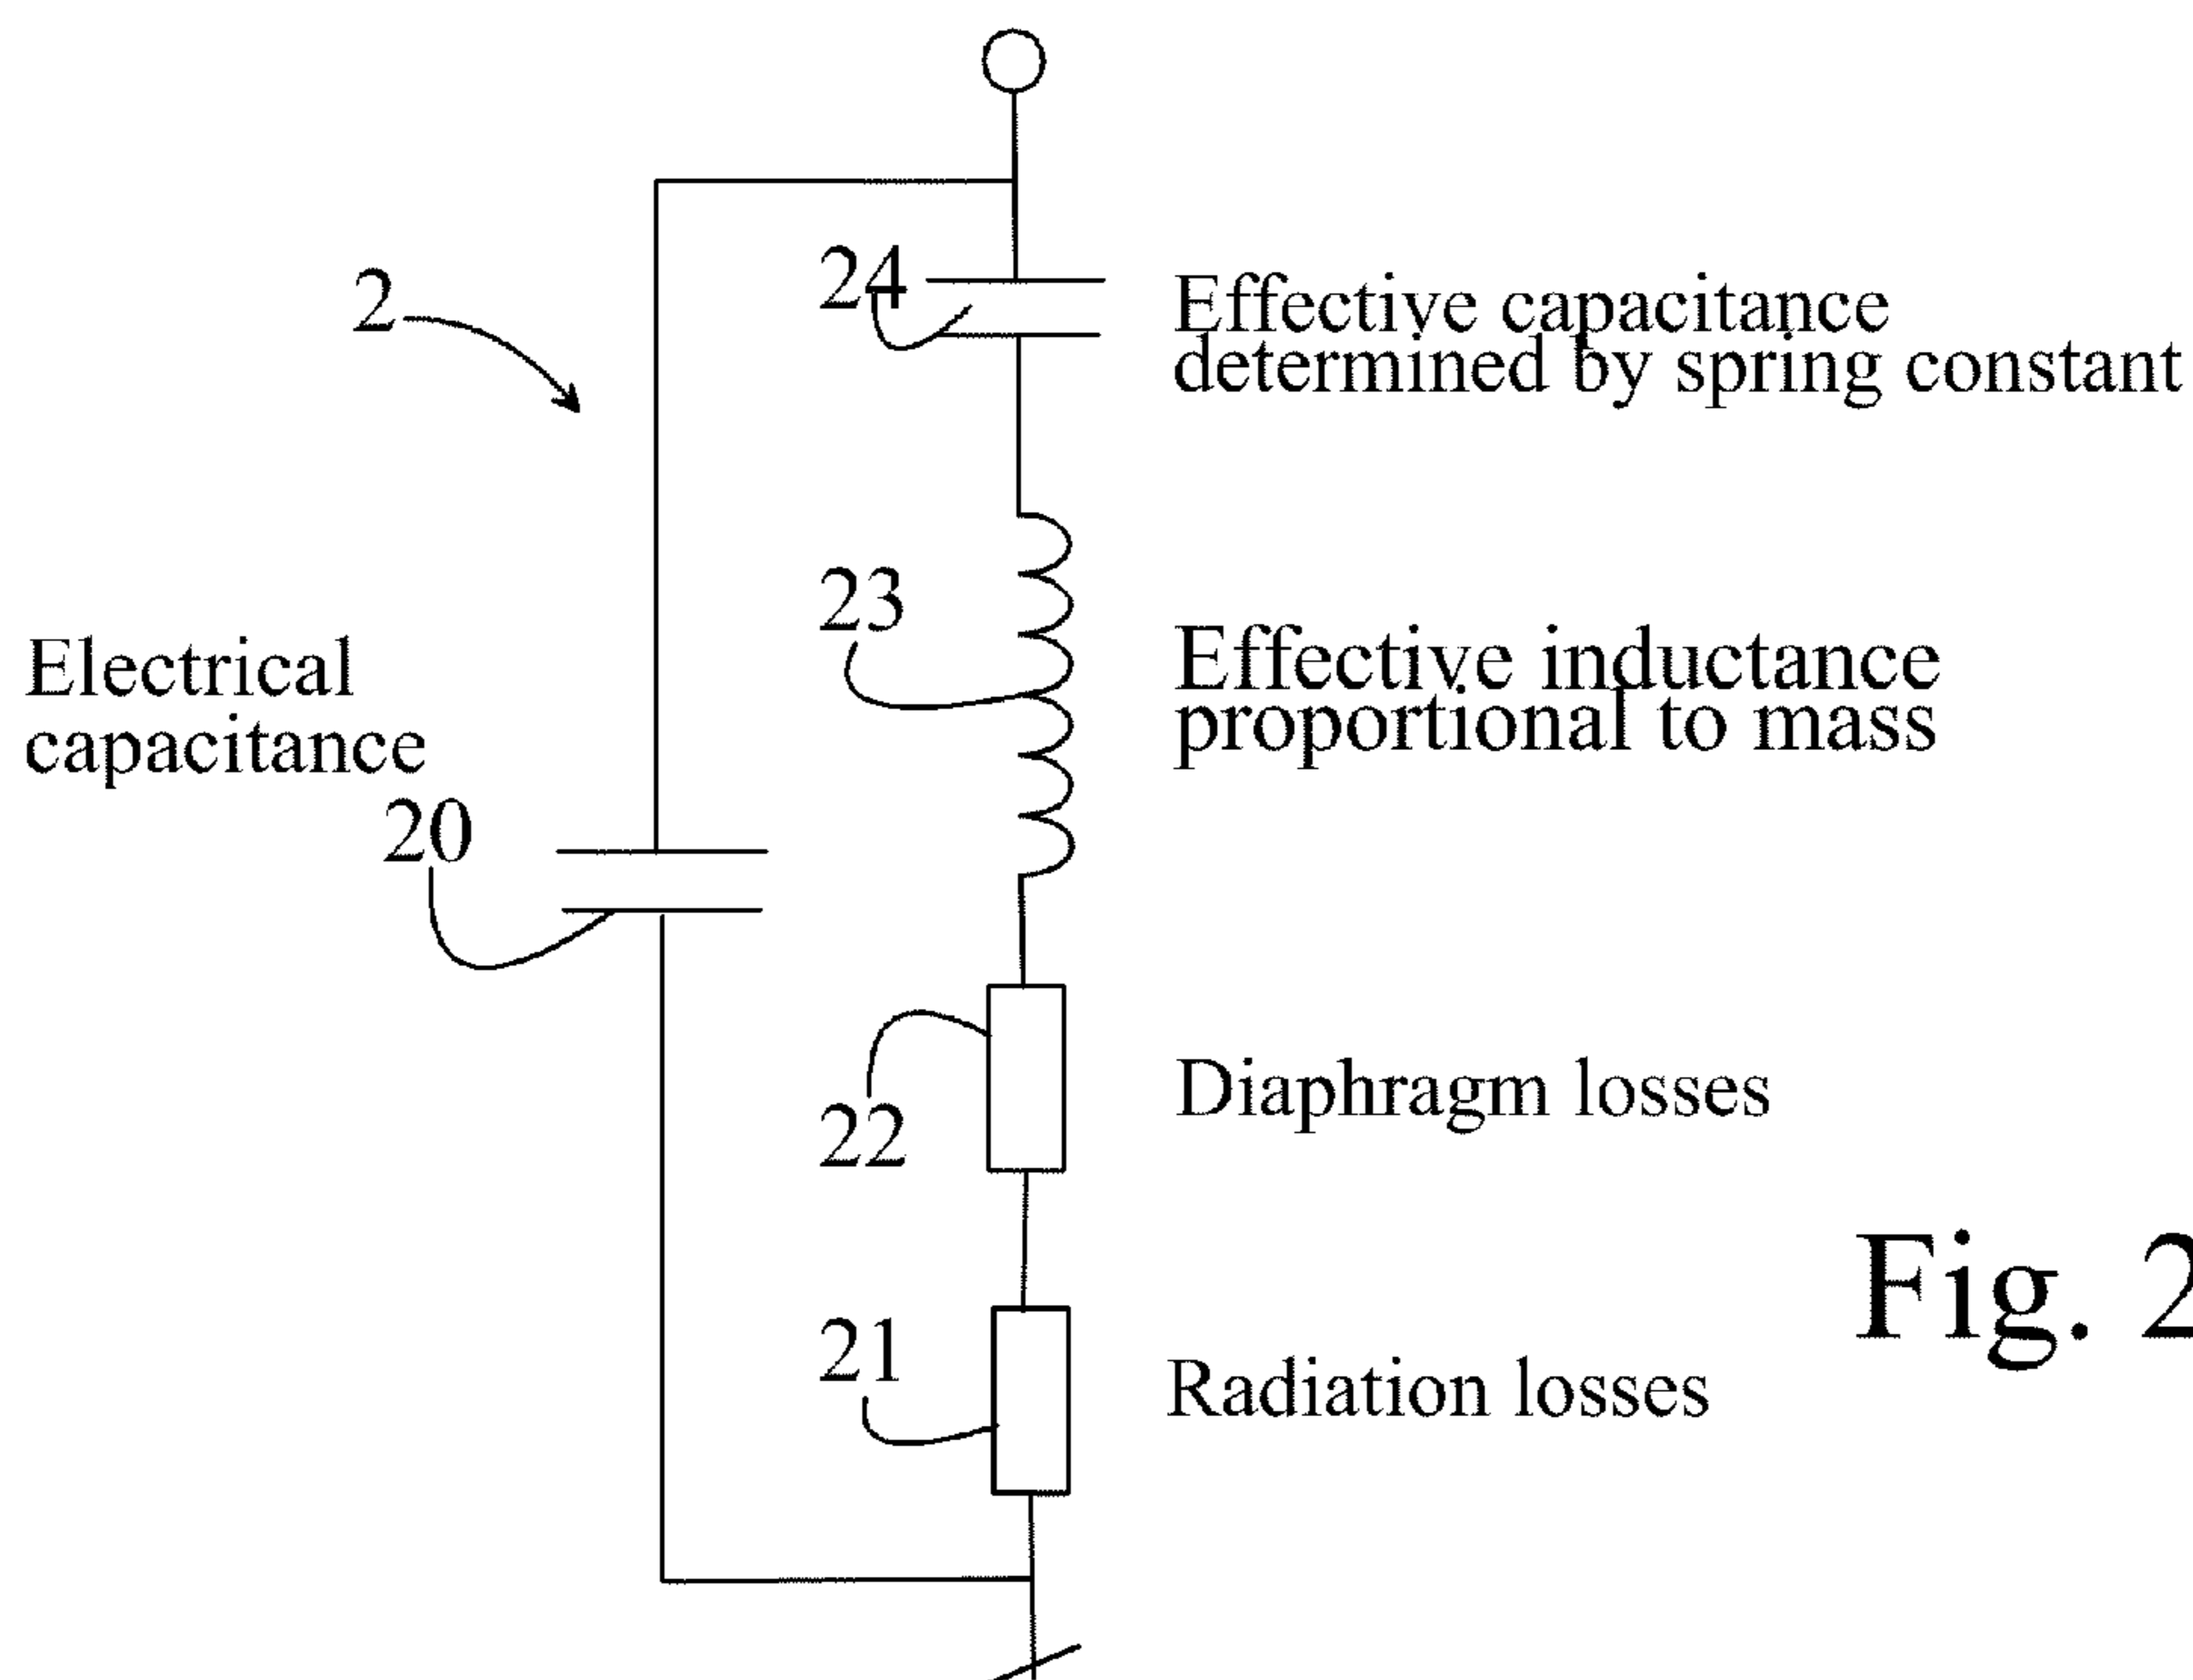 2
24
Effective capacitance
determined by spring constant
23
Effective inductance
proportional to mass
Electrical
capacitance
20
22
Diaphragm losses
21
Radiation losses
Fig. 2